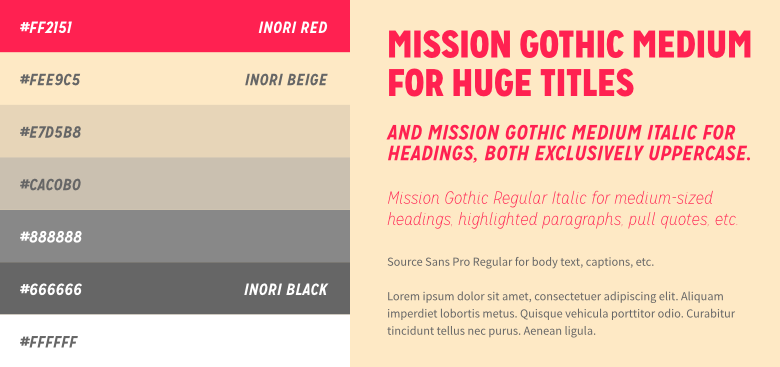 #FF2151 INORI RED
#FEE9C5 INORI BEIGE
#E7D5B8
#CACOBO
#888888
#666666 INORI BLACK
#FFFFFF
MISSION GOTHIC MEDIUM
FOR HUGE TITLES
AND MISSION GOTHIC MEDIUM ITALIC FOR
HEADINGS, BOTH EXCLUSIVELY UPPERCASE.
Mission Gothic Regular Italic for medium-sized
headings, highlighted paragraphs, pull quotes, etc.
Source Sans Pro Regular for body text, captions, etc.
Lorem ipsum dolor sit amet, consectetuer adipiscing elit. Aliquam
imperdiet lobortis metus. Quisque vehicula porttitor odio. Curabitur
tincidunt tellus nec purus. Aenean ligula.